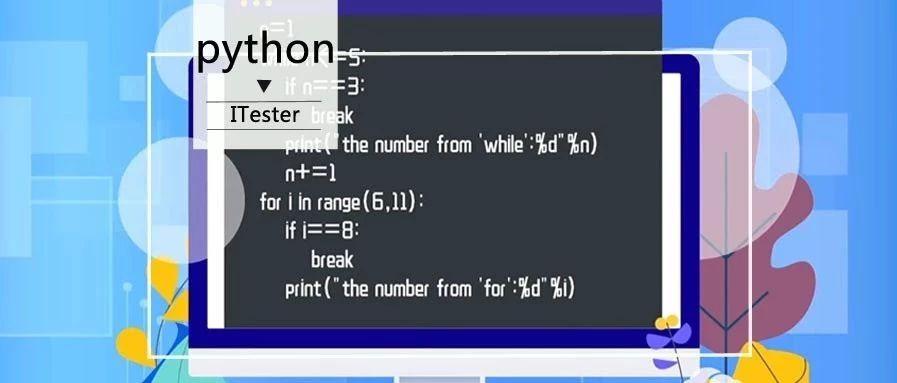 python
ITester
n=1
while n<=5:
if n==3:
break
print("the number from 'while':%d"%n)
n+=1
for i in range(6,11):
if i==8:
break
print("the number from 'for':%d"%i)